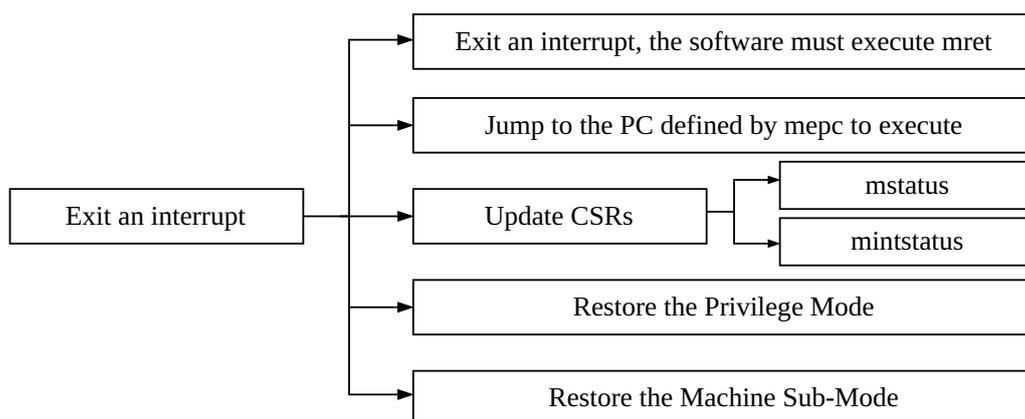 Exit an interrupt, the software must execute mret
Jump to the PC defined by mepc to execute
Exit an interrupt
Update CSRs
mstatus
mintstatus
Restore the Privilege Mode
Restore the Machine Sub-Mode